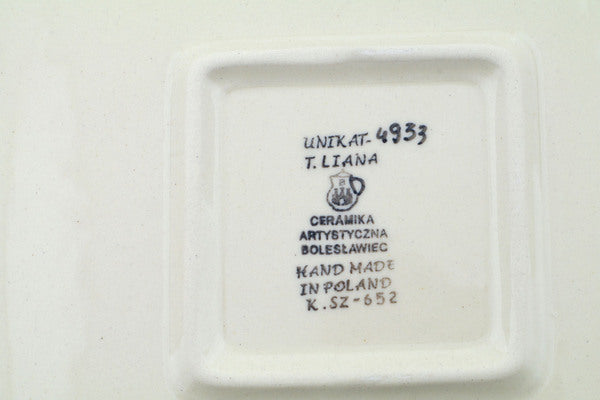 UNIKAT-4933
T. LIANA
B
CERAMIKA
ARTYSTYCZNA
BOLESŁAWIEC
HAND MADE
IN POLAND
K.SZ-652